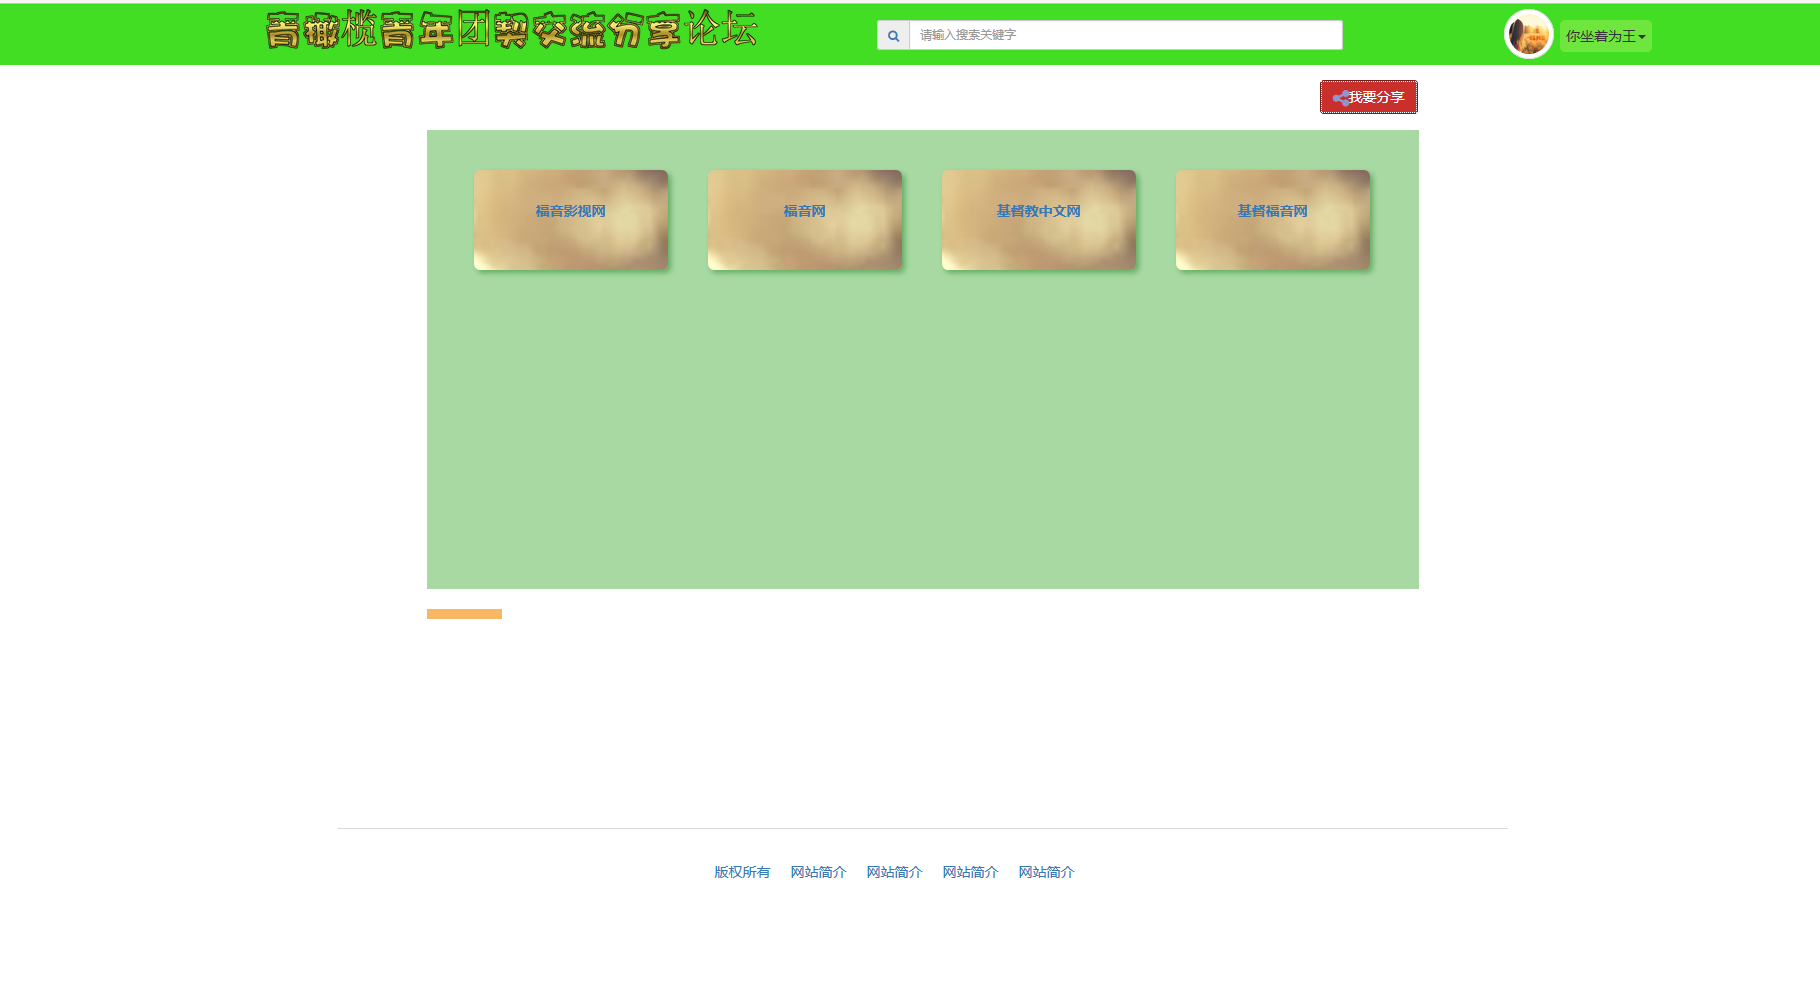 青橄榄青年团契交流分享论坛
请输入搜索关键字
你坐着为王
我要分享
福音影视网 福音网 基督教中文网 基督福音网
版权所有 网站简介 网站简介 网站简介 网站简介